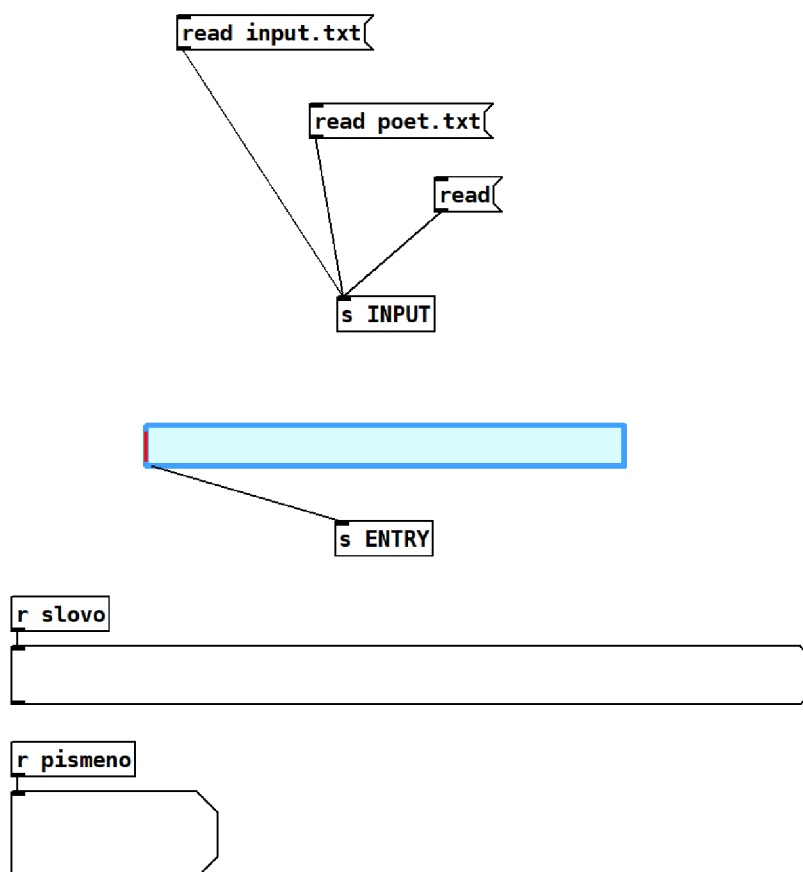 read input.txt
read poet.txt
read
s INPUT
s ENTRY
r slovo
r pismeno